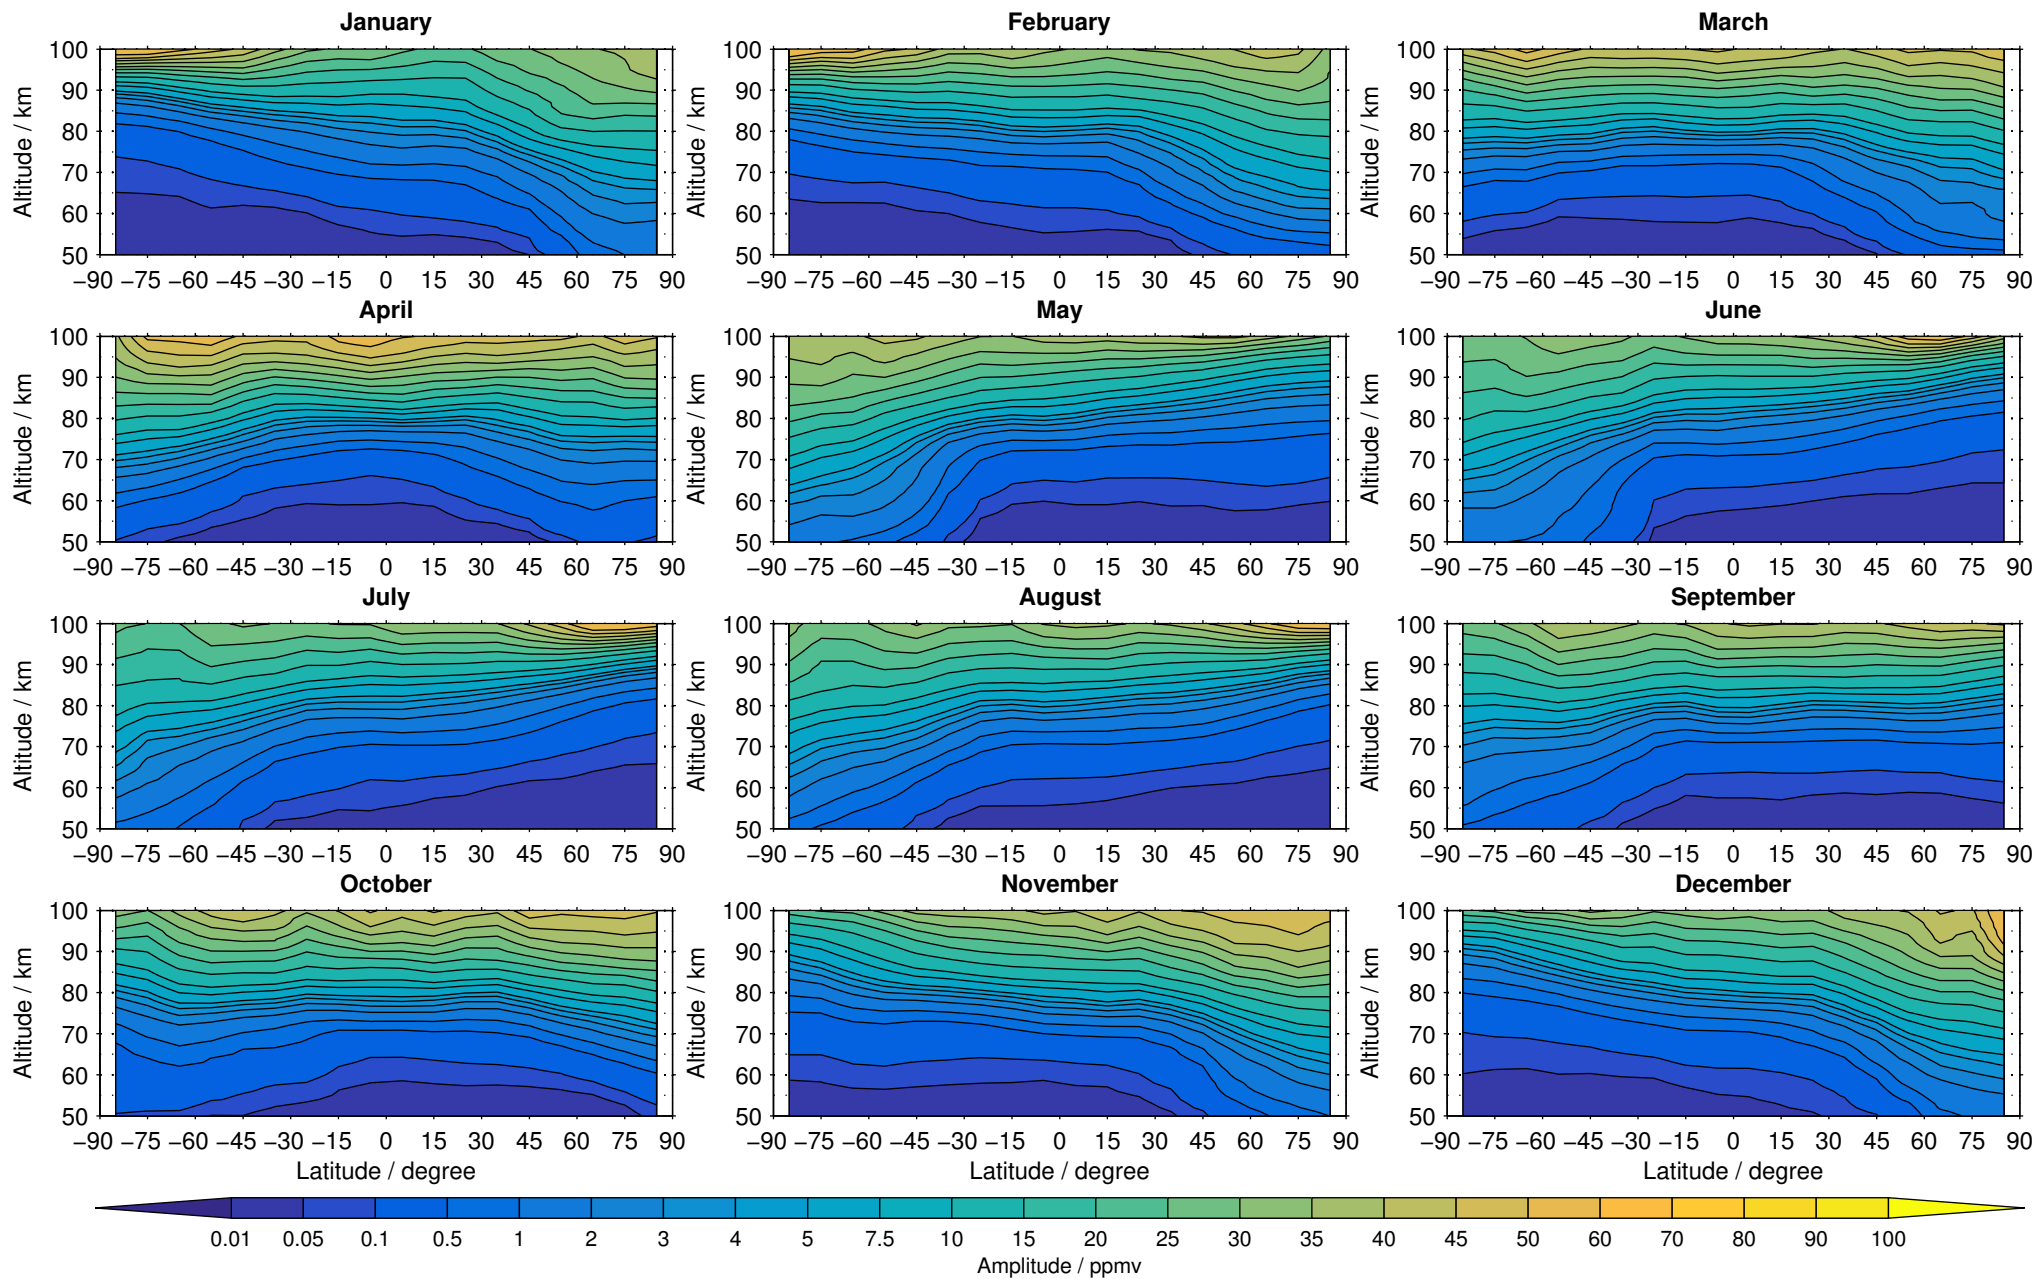 January February March
100 100 100
90 90 90
80 80 80
70 70 70
60 60 60
50 50 50
Altitude / km Altitude / km Altitude / km
−90 −75 −60 −45 −30 −15 0 15 30 45 60 75 90 −90 −75 −60 −45 −30 −15 0 15 30 45 60 75 90 −90 −75 −60 −45 −30 −15 0 15 30 45 60 75 90
April May June
100 100 100
90 90 90
80 80 80
70 70 70
60 60 60
50 50 50
Altitude / km Altitude / km Altitude / km
−90 −75 −60 −45 −30 −15 0 15 30 45 60 75 90 −90 −75 −60 −45 −30 −15 0 15 30 45 60 75 90 −90 −75 −60 −45 −30 −15 0 15 30 45 60 75 90
July August September
100 100 100
90 90 90
80 80 80
70 70 70
60 60 60
50 50 50
Altitude / km Altitude / km Altitude / km
−90 −75 −60 −45 −30 −15 0 15 30 45 60 75 90 −90 −75 −60 −45 −30 −15 0 15 30 45 60 75 90 −90 −75 −60 −45 −30 −15 0 15 30 45 60 75 90
October November December
100 100 100
90 90 90
80 80 80
70 70 70
60 60 60
50 50 50
Altitude / km Altitude / km Altitude / km
−90 −75 −60 −45 −30 −15 0 15 30 45 60 75 90 −90 −75 −60 −45 −30 −15 0 15 30 45 60 75 90 −90 −75 −60 −45 −30 −15 0 15 30 45 60 75 90
Latitude / degree Latitude / degree Latitude / degree
0.01 0.05 0.1 0.5 1 2 3 4 5 7.5 10 15 20 25 30 35 40 45 50 60 70 80 90 100
Amplitude / ppmv